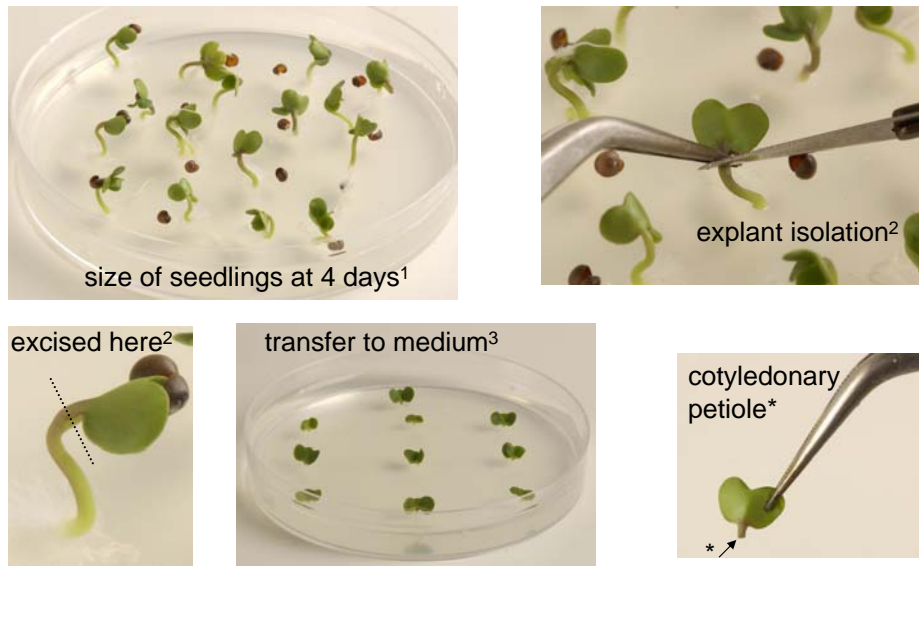 size of seedlings at 4 days¹
explant isolation²
excised here²
transfer to medium³
cotyledonary
petiole*
*